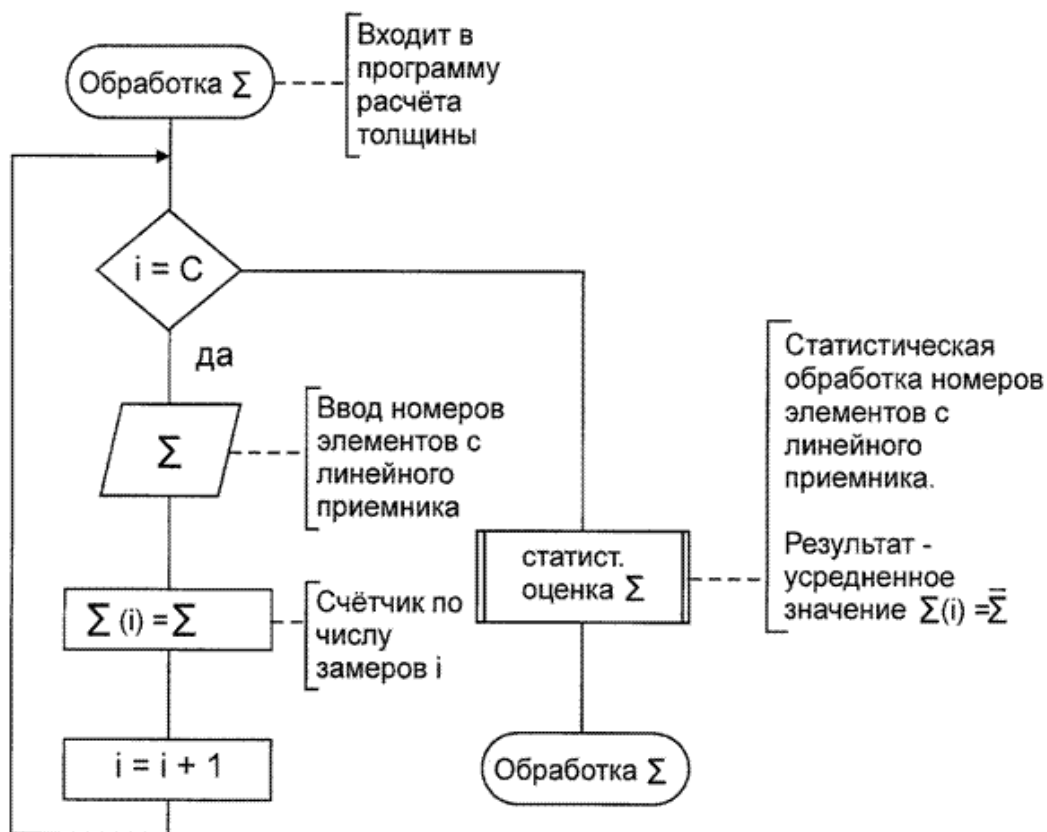 Обработка Σ
Входит в
программу
расчёта
толщины
i = C
да
Σ
Ввод номеров
элементов с
линейного
приемника
Σ (i) = Σ
Счётчик по
числу
замеров i
i = i + 1
статист.
оценка Σ
Статистическая
обработка номеров
элементов с
линейного
приемника.
Результат -
усредненное
значение Σ(i) = Σ̅
Обработка Σ